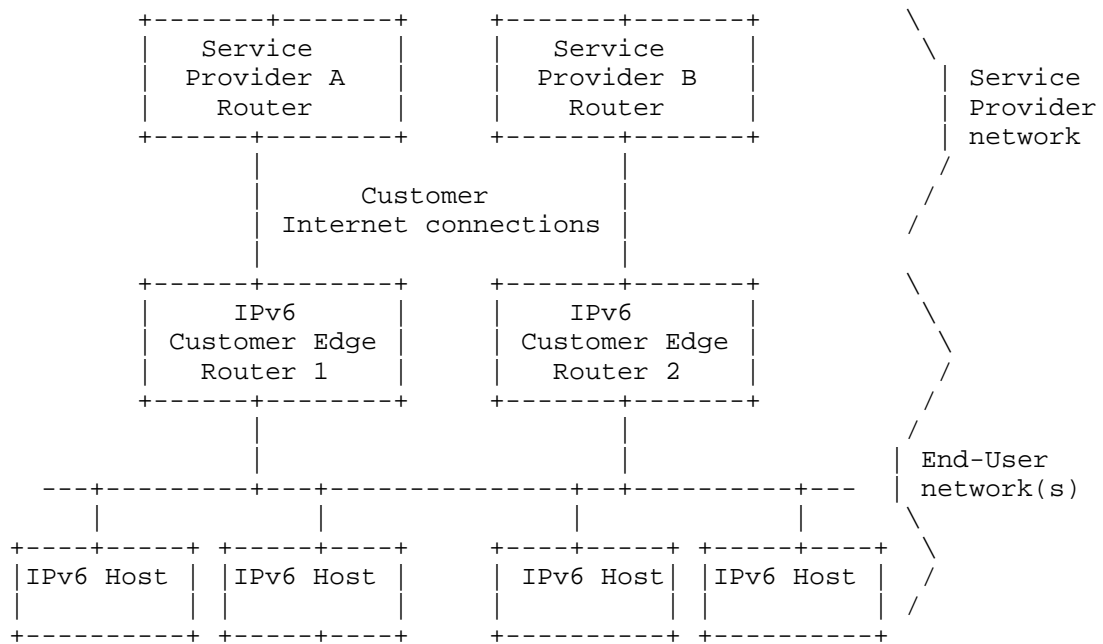 Service Service
Provider A Provider B Service
Router Router Provider
network
Customer
Internet connections
IPv6 IPv6
Customer Edge Customer Edge
Router 1 Router 2
End-User
network(s)
IPv6 Host IPv6 Host IPv6 Host IPv6 Host